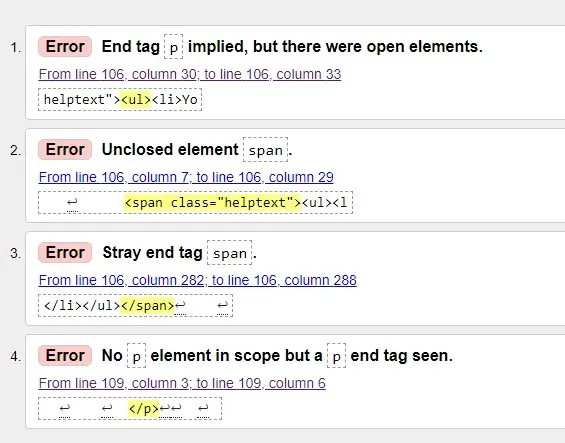 1. Error End tag p implied, but there were open elements.
From line 106, column 30; to line 106, column 33
helptext"><ul><li>Yo
2. Error Unclosed element span.
From line 106, column 7; to line 106, column 29
↩ <span class="helptext"><ul><l
3. Error Stray end tag span.
From line 106, column 282; to line 106, column 288
</li></ul></span>↩ ↩
4. Error No p element in scope but a p end tag seen.
From line 109, column 3; to line 109, column 6
↩ ↩ </p>↩↩ ↩